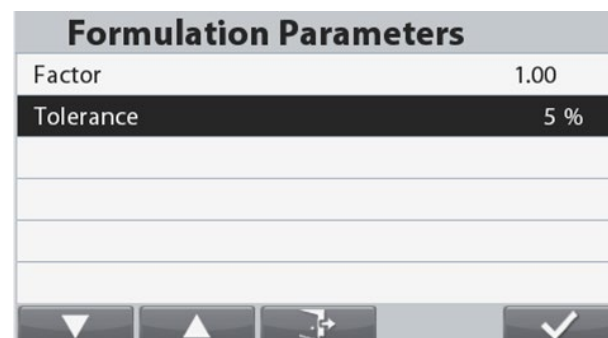 Formulation Parameters
Factor 1.00
Tolerance 5 %